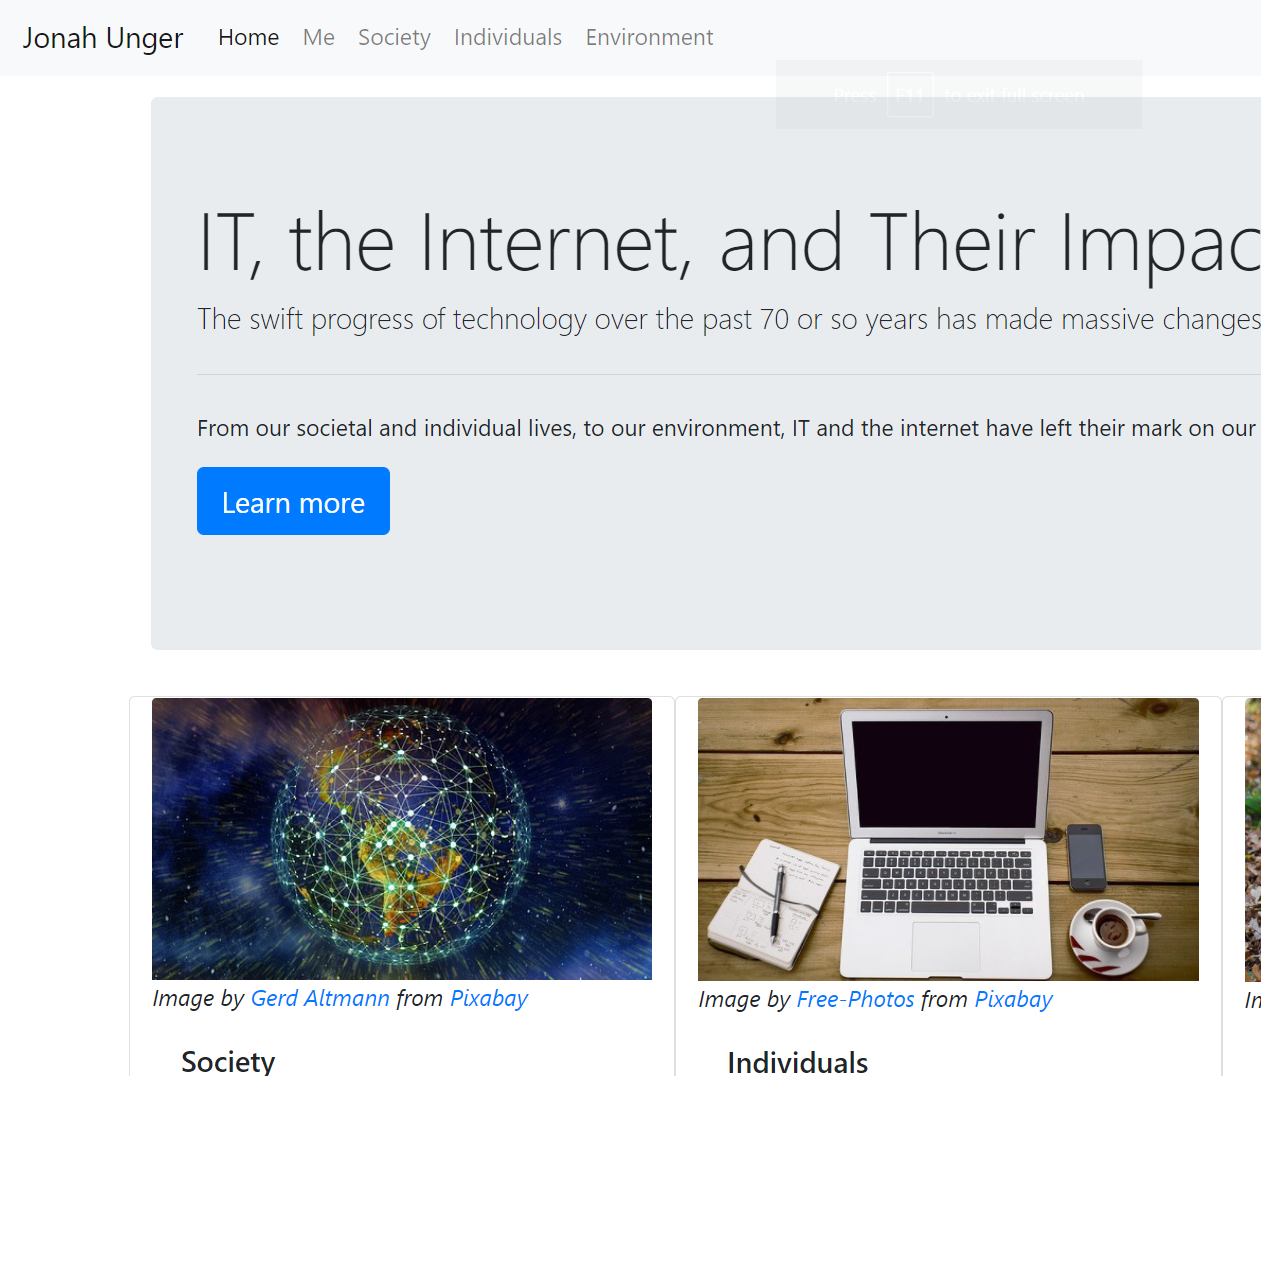 Jonah Unger Home Me Society Individuals Environment
Press F11 to exit full screen
IT, the Internet, and Their Impac
The swift progress of technology over the past 70 or so years has made massive changes
From our societal and individual lives, to our environment, IT and the internet have left their mark on our
Learn more
Image by Gerd Altmann from Pixabay
Image by Free-Photos from Pixabay
Society
Individuals